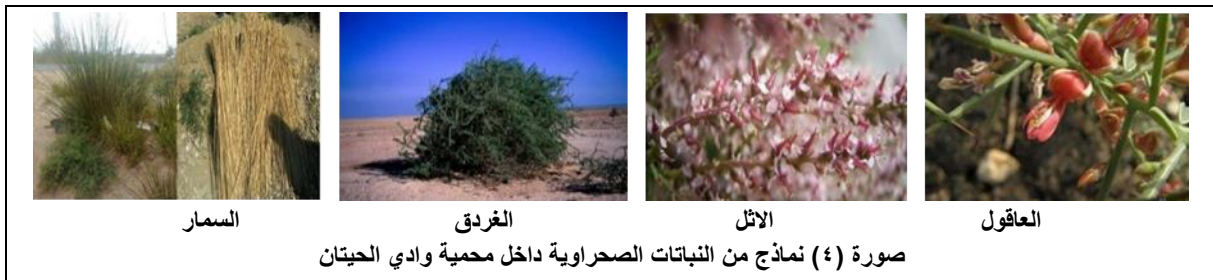 العاقول الاثل الغردق السمار
صورة (٤) نماذج من النباتات الصحراوية داخل محمية وادي الحيتان